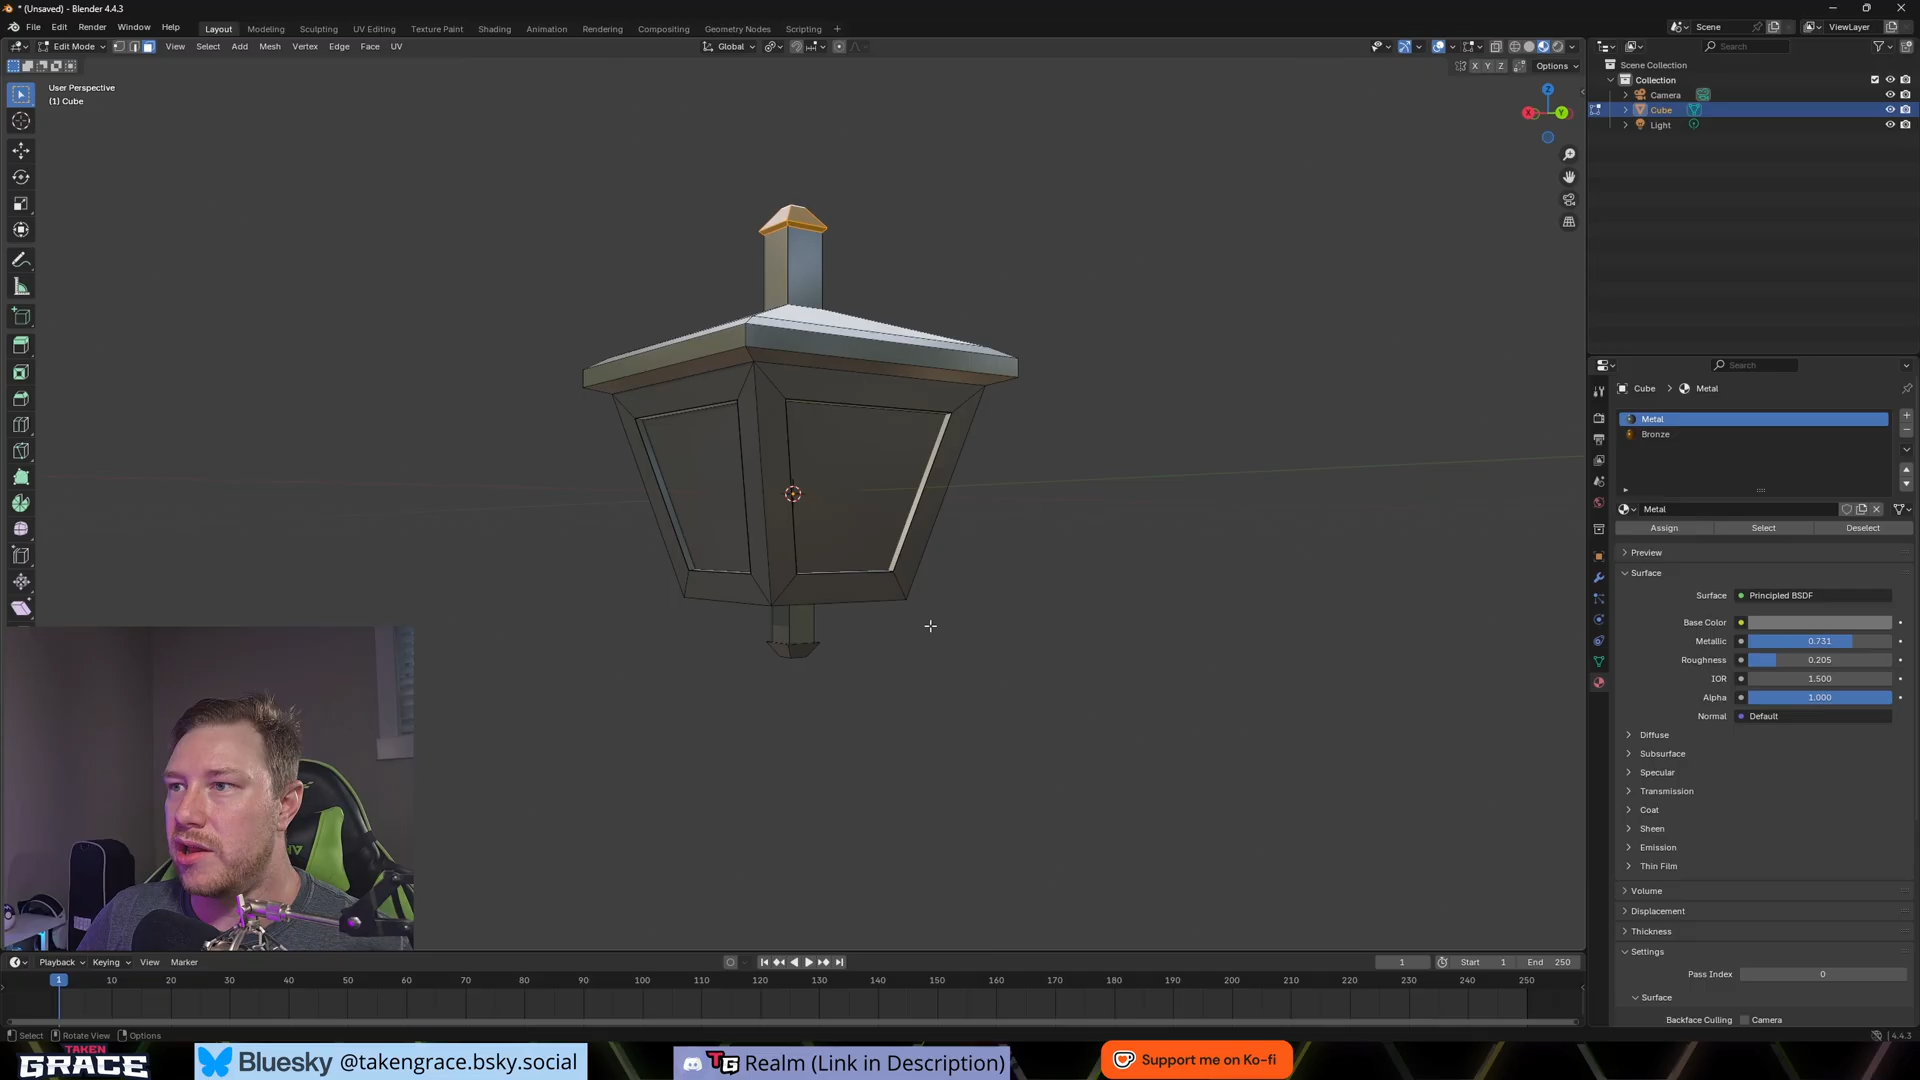 * (Unsaved) - Blender 4.4.3
File Edit Render Window Help
Layout Modeling Sculpting UV Editing Texture Paint Shading Animation Rendering Compositing Geometry Nodes Scripting +
Scene
ViewLayer
Edit Mode View Select Add Mesh Vertex Edge Face UV
Global
Search
X Y Z Options
User Perspective
(1) Cube
Z
X Y
Scene Collection
Collection
Camera
Cube
Light
Search
Cube > Metal
Metal
Bronze
Metal
Assign Select Deselect
Preview
Surface
Surface Principled BSDF
Base Color
Metallic 0.731
Roughness 0.205
IOR 1.500
Alpha 1.000
Normal Default
Diffuse
Subsurface
Specular
Transmission
Coat
Sheen
Emission
Thin Film
Volume
Displacement
Thickness
Settings
Pass Index 0
Surface
Backface Culling Camera
Playback Keying View Marker
1 Start 1 End 250
1 10 20 30 40 50 60 70 80 90 100 110 120 130 140 150 160 170 180 190 200 210 220 230 240 250
Select Rotate View Options
4.4.3
TAKEN
GRACE
Bluesky @takengrace.bsky.social
TG Realm (Link in Description)
Support me on Ko-fi